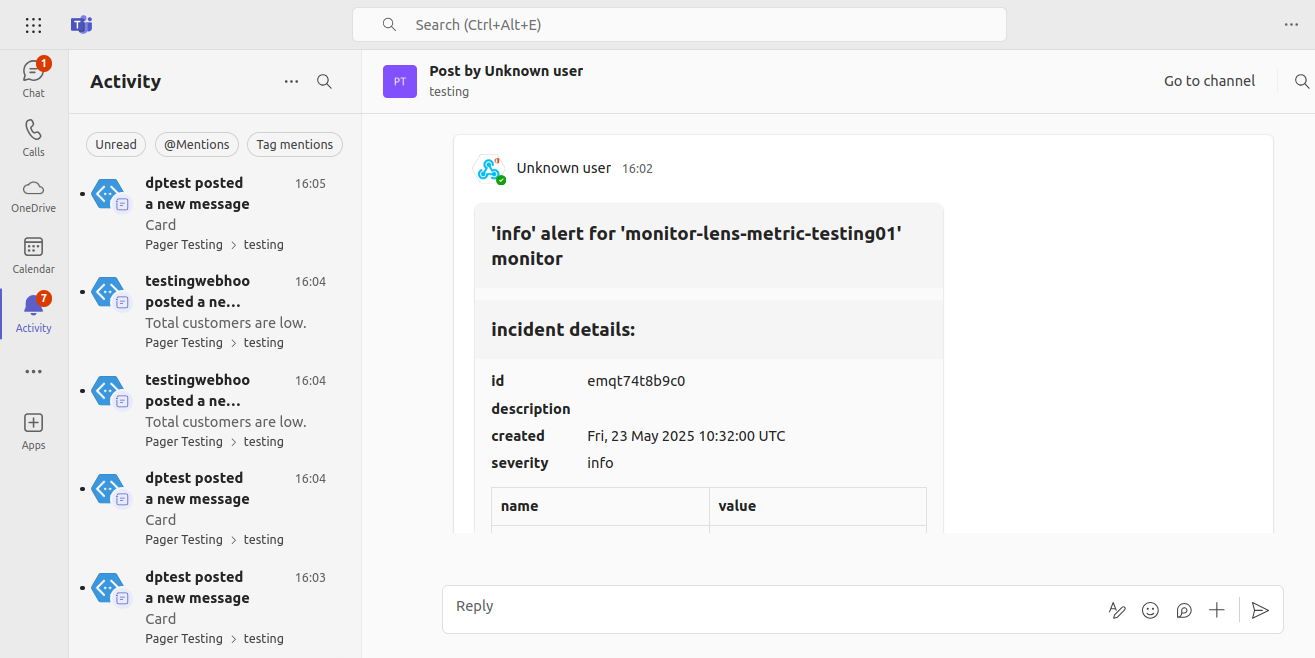 Search (Ctrl+Alt+E)
1
Chat
Calls
OneDrive
Calendar
7
Activity
Apps
Activity
Unread
@Mentions
Tag mentions
dptest posted 16:05
a new message
Card
Pager Testing > testing
testingwebhoo 16:04
posted a ne...
Total customers are low.
Pager Testing > testing
testingwebhoo 16:04
posted a ne...
Total customers are low.
Pager Testing > testing
dptest posted 16:04
a new message
Card
Pager Testing > testing
dptest posted 16:03
a new message
Card
Pager Testing > testing
PT
Post by Unknown user
testing
Go to channel
Unknown user 16:02
'info' alert for 'monitor-lens-metric-testing01'
monitor
incident details:
id emqt74t8b9c0
description
created Fri, 23 May 2025 10:32:00 UTC
severity info
name value
Reply